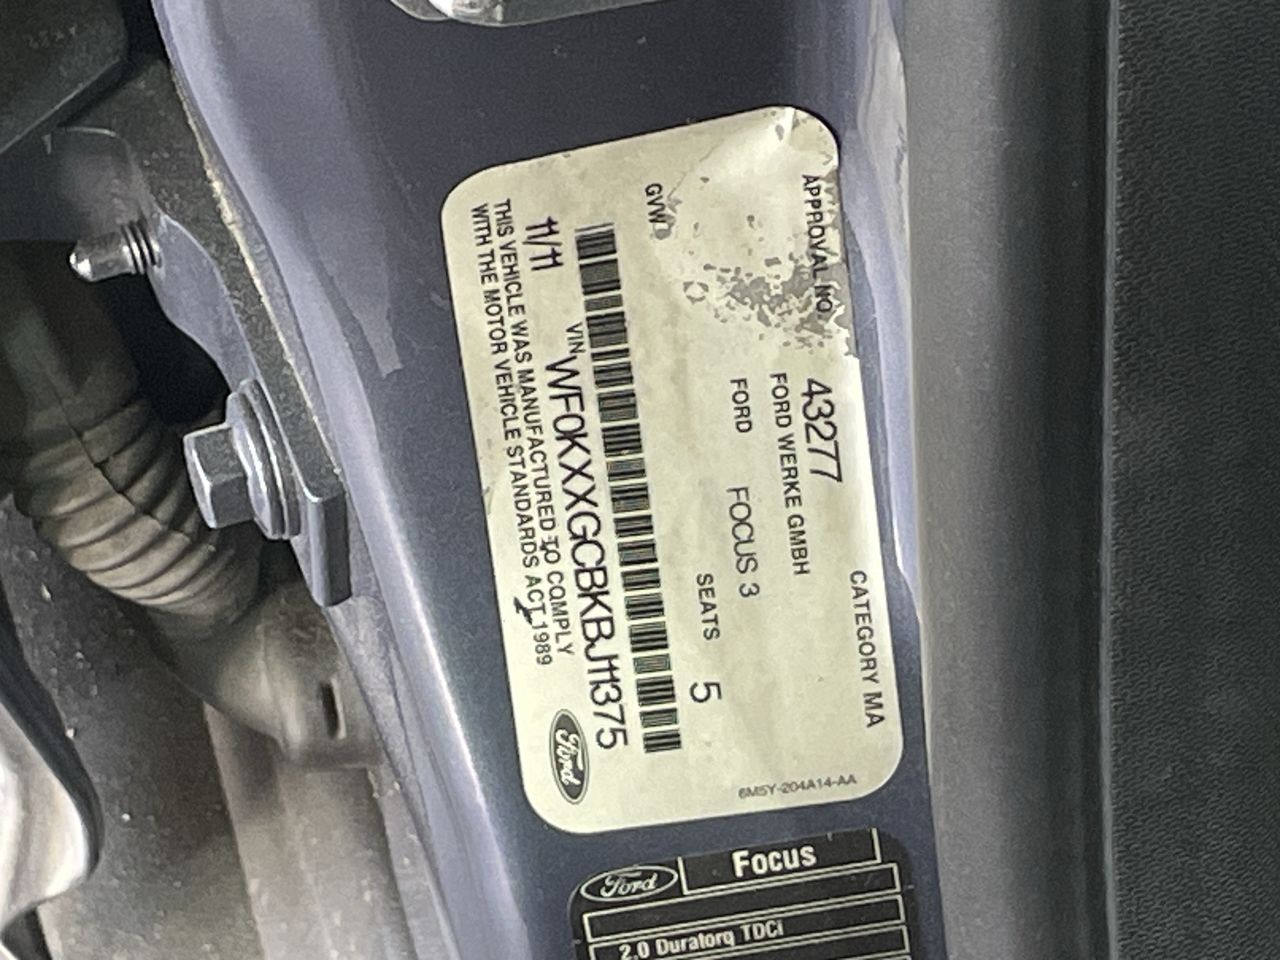 APPROVAL NO. 43277 CATEGORY MA
FORD WERKE GMBH
FORD FOCUS 3
SEATS 5
GVW
11/11 VIN WF0KXXGCBKBJ11375
THIS VEHICLE WAS MANUFACTURED TO COMPLY
WITH THE MOTOR VEHICLE STANDARDS ACT 1989
Ford
6M5Y-204A14-AA
Ford Focus
2.0 Duratorq TDCi